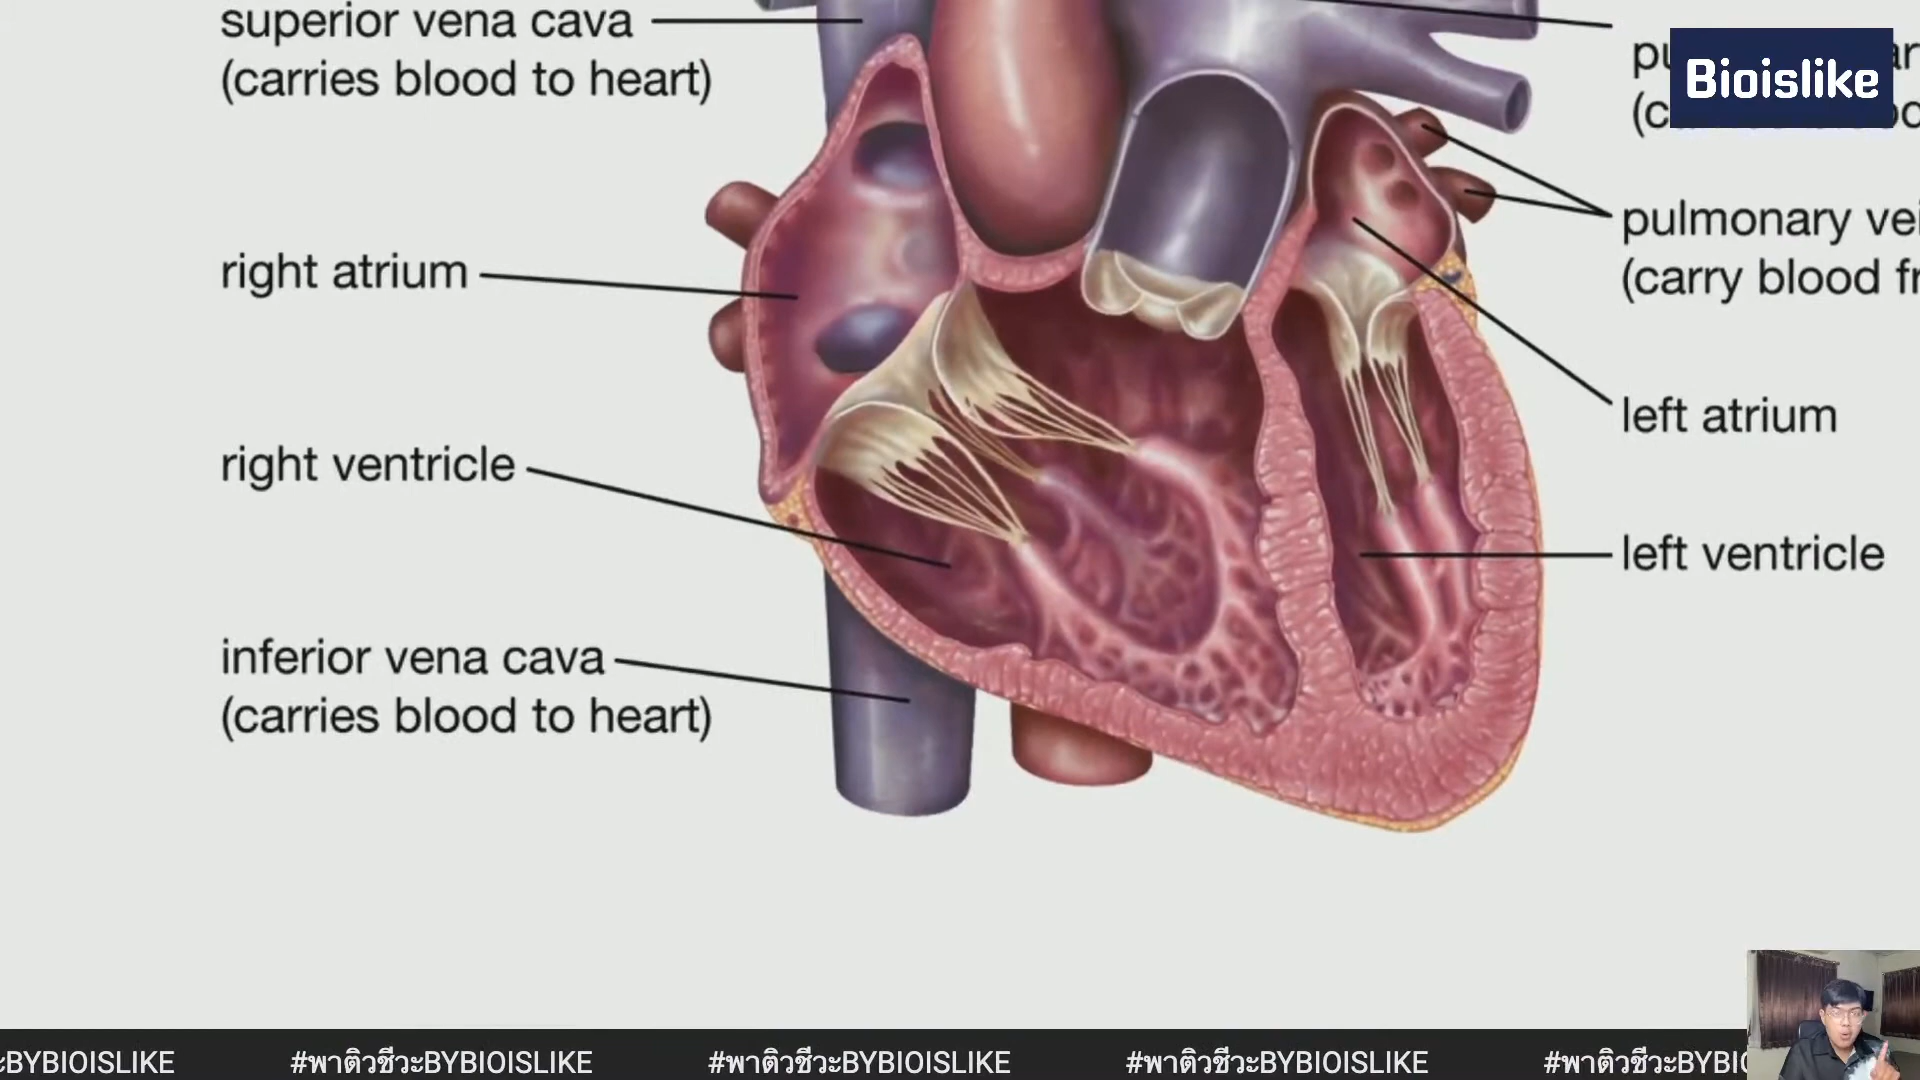 superior vena cava
(carries blood to heart)
Bioislike
pulmonary
(carry blood
right atrium
left atrium
right ventricle
left ventricle
inferior vena cava
(carries blood to heart)
#พาติวชีวะBYBIOISLIKE
#พาติวชีวะBYBIOISLIKE
#พาติวชีวะBYBIOISLIKE